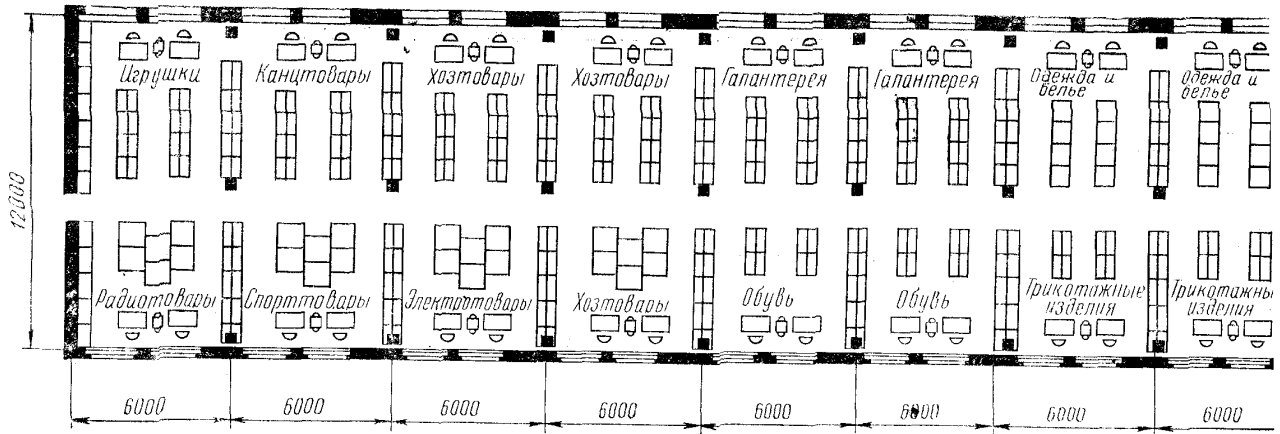 Игрушки Канцтовары Хозтовары Хозтовары Галантерея Галантерея Одежда и Одежда и
белье белье
12000
Радиотовары Спорттовары Электротовары Хозтовары Обувь Обувь Трикотажные Трикотажны
изделия изделия
6000 6000 6000 6000 6000 6000 6000 6000